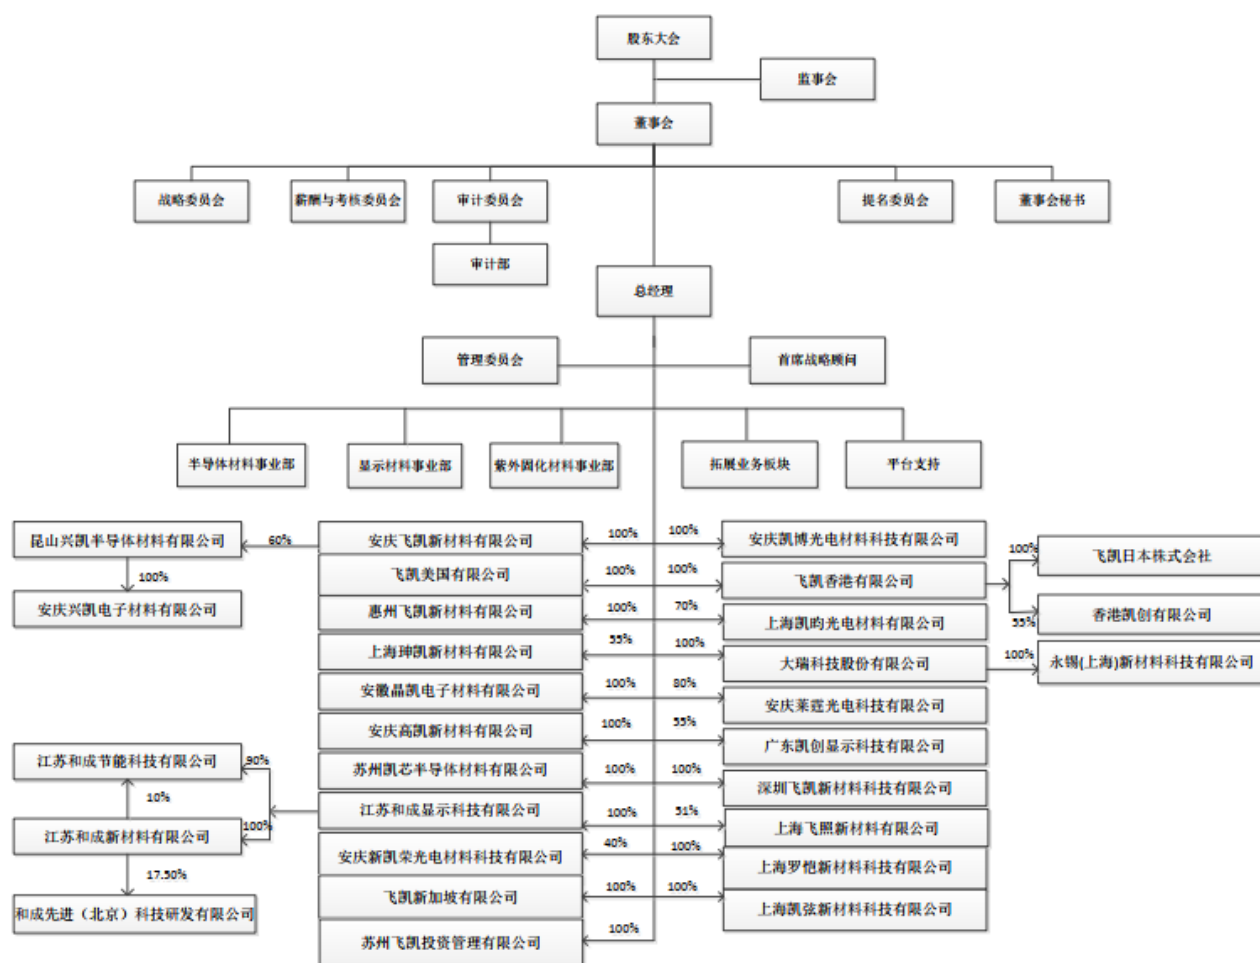 股东大会
监事会
董事会
战略委员会
薪酬与考核委员会
审计委员会
提名委员会
董事会秘书
审计部
总经理
管理委员会
首席战略顾问
半导体材料事业部
显示材料事业部
紫外固化材料事业部
拓展业务板块
平台支持
昆山兴凯半导体材料有限公司
60%
安庆飞凯新材料有限公司
100%
100%
安庆凯博光电材料科技有限公司
100%
飞凯日本株式会社
100%
飞凯美国有限公司
100%
100%
飞凯香港有限公司
安庆兴凯电子材料有限公司
惠州飞凯新材料有限公司
100%
70%
上海凯昀光电材料有限公司
55%
香港凯创有限公司
上海珅凯新材料有限公司
55%
100%
大瑞科技股份有限公司
100%
永锡(上海)新材料科技有限公司
安徽晶凯电子材料有限公司
100%
80%
安庆莱霆光电科技有限公司
安庆高凯新材料有限公司
100%
55%
广东凯创显示科技有限公司
江苏和成节能科技有限公司
90%
苏州凯芯半导体材料有限公司
100%
100%
深圳飞凯新材料科技有限公司
10%
江苏和成显示科技有限公司
100%
51%
上海飞照新材料有限公司
江苏和成新材料有限公司
100%
安庆新凯荣光电材料科技有限公司
40%
100%
上海罗恺新材料科技有限公司
17.50%
飞凯新加坡有限公司
100%
100%
上海凯弦新材料科技有限公司
和成先进（北京）科技研发有限公司
苏州飞凯投资管理有限公司
100%